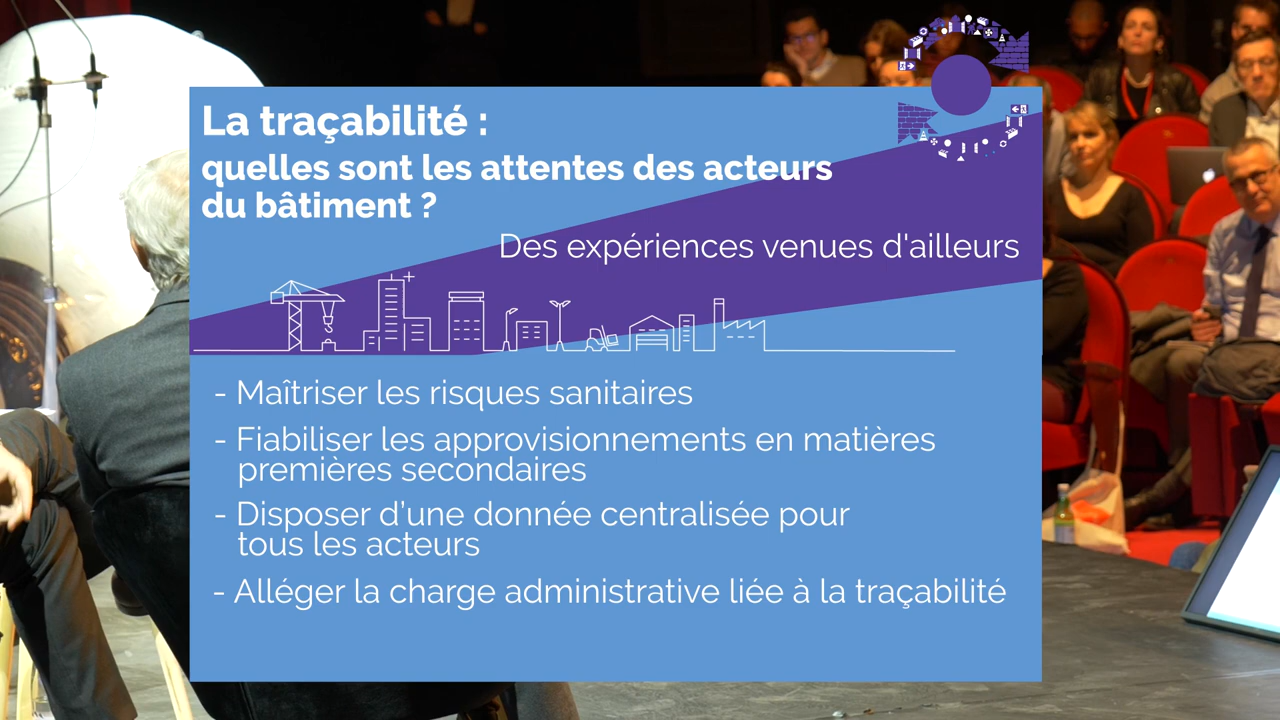 La traçabilité :
quelles sont les attentes des acteurs
du bâtiment ?
Des expériences venues d'ailleurs
- Maîtriser les risques sanitaires
- Fiabiliser les approvisionnements en matières
premières secondaires
- Disposer d’une donnée centralisée pour
tous les acteurs
- Alléger la charge administrative liée à la traçabilité